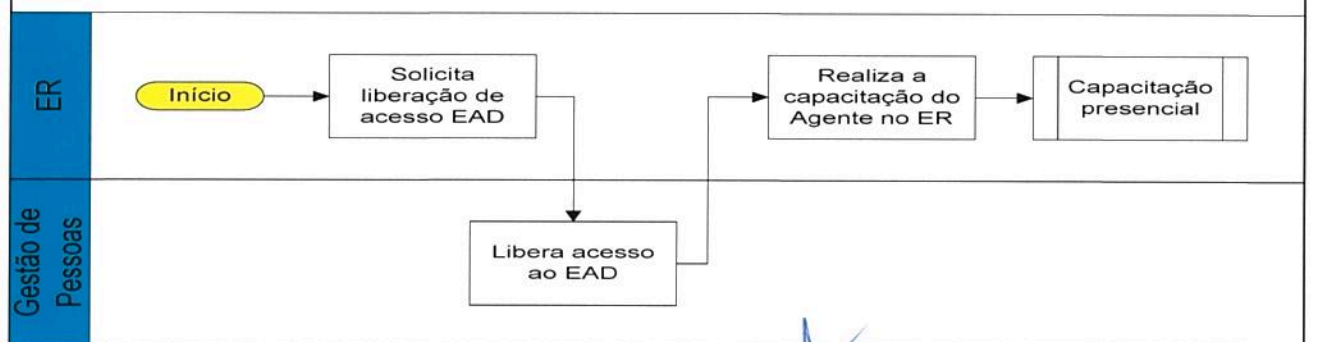 ER
Início
Solicita
liberação de
acesso EAD
Realiza a
capacitação do
Agente no ER
Capacitação
presencial
Gestão de
Pessoas
Libera acesso
ao EAD